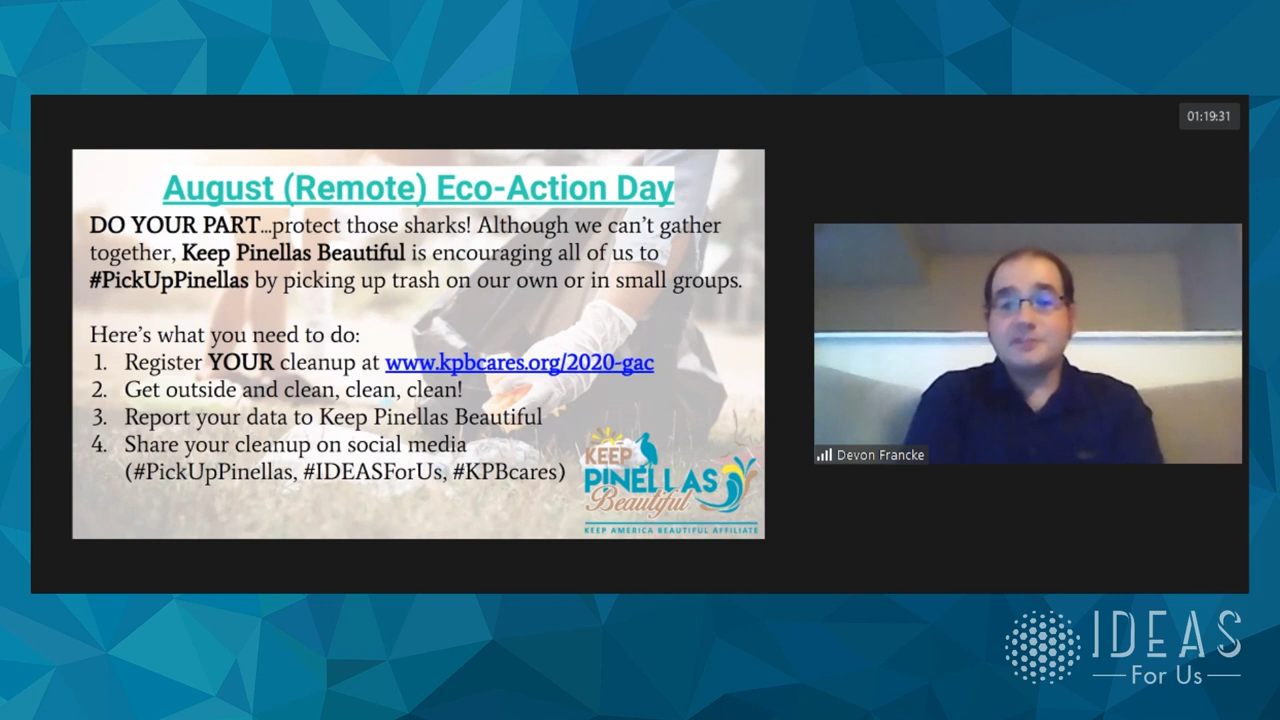 01:19:31
August (Remote) Eco-Action Day
DO YOUR PART...protect those sharks! Although we can't gather
together, Keep Pinellas Beautiful is encouraging all of us to
#PickUpPinellas by picking up trash on our own or in small groups.
Here's what you need to do:
1. Register YOUR cleanup at www.kpbcares.org/2020-gac
2. Get outside and clean, clean, clean!
3. Report your data to Keep Pinellas Beautiful
4. Share your cleanup on social media
(#PickUpPinellas, #IDEASForUs, #KPBcares)
KEEP
PINELLAS
Beautiful
KEEP AMERICA BEAUTIFUL AFFILIATE
Devon Francke
IDEAS
For Us